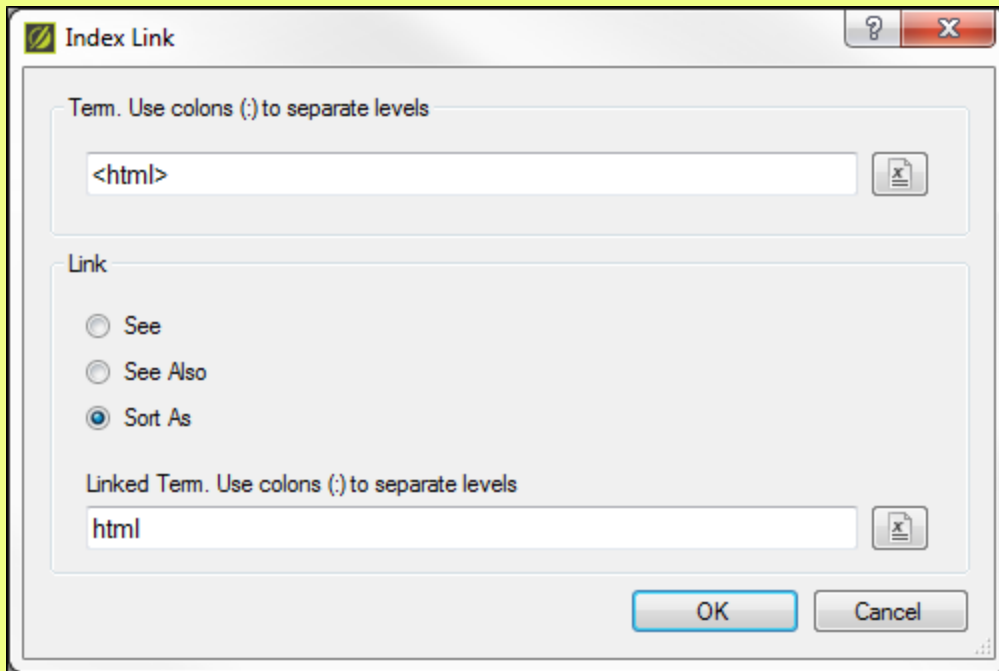 Index Link
Term. Use colons (:) to separate levels
<html>
Link
See
See Also
Sort As
Linked Term. Use colons (:) to separate levels
html
OK
Cancel